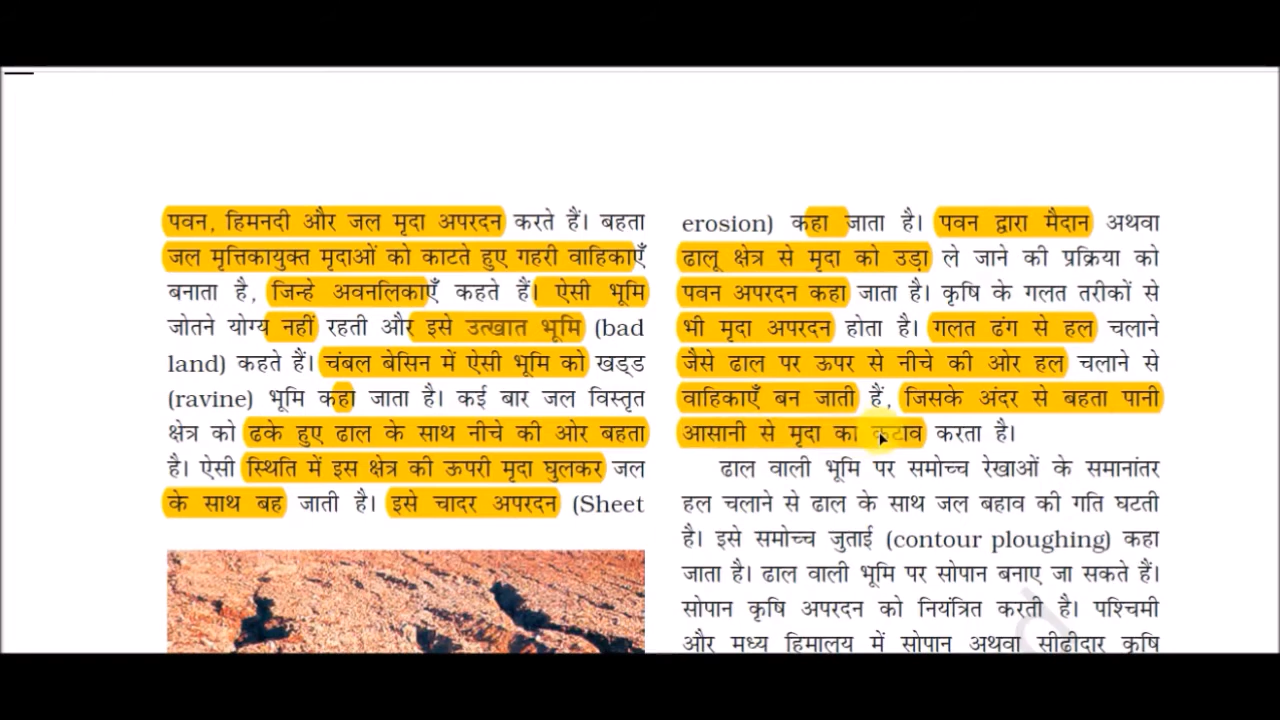 पवन, हिमनदी और जल मृदा अपरदन करते हैं। बहता
जल मृत्तिकायुक्त मृदाओं को काटते हुए गहरी वाहिकाएँ
बनाता है, जिन्हे अवनलिकाएँ कहते हैं। ऐसी भूमि
जोतने योग्य नहीं रहती और इसे उत्खात भूमि (bad
land) कहते हैं। चंबल बेसिन में ऐसी भूमि को खड्ड
(ravine) भूमि कहा जाता है। कई बार जल विस्तृत
क्षेत्र को ढके हुए ढाल के साथ नीचे की ओर बहता
है। ऐसी स्थिति में इस क्षेत्र की ऊपरी मृदा घुलकर जल
के साथ बह जाती है। इसे चादर अपरदन (Sheet
erosion) कहा जाता है। पवन द्वारा मैदान अथवा
ढालू क्षेत्र से मृदा को उड़ा ले जाने की प्रक्रिया को
पवन अपरदन कहा जाता है। कृषि के गलत तरीकों से
भी मृदा अपरदन होता है। गलत ढंग से हल चलाने
जैसे ढाल पर ऊपर से नीचे की ओर हल चलाने से
वाहिकाएँ बन जाती हैं, जिसके अंदर से बहता पानी
आसानी से मृदा का कटाव करता है।
ढाल वाली भूमि पर समोच्च रेखाओं के समानांतर
हल चलाने से ढाल के साथ जल बहाव की गति घटती
है। इसे समोच्च जुताई (contour ploughing) कहा
जाता है। ढाल वाली भूमि पर सोपान बनाए जा सकते हैं।
सोपान कृषि अपरदन को नियंत्रित करती है। पश्चिमी
और मध्य हिमालय में सोपान अथवा सीढ़ीदार कृषि